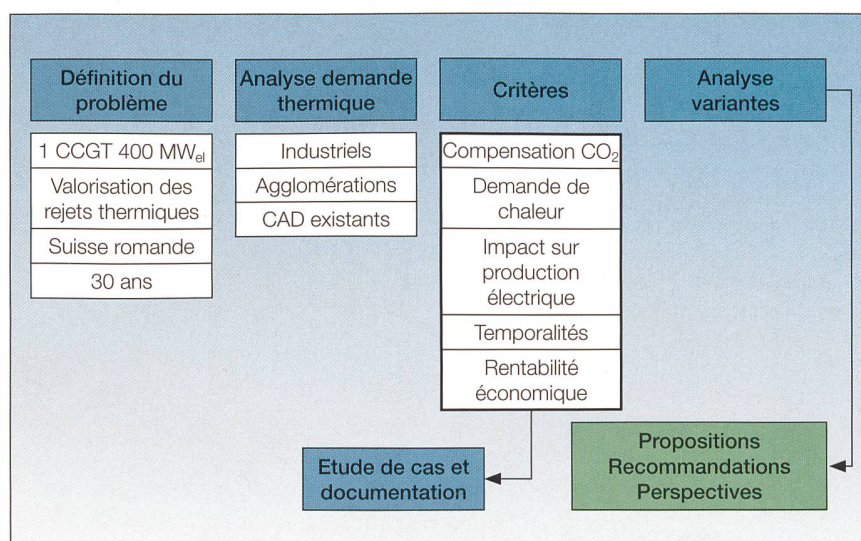 Définition du
problème
1 CCGT 400 MWel
Valorisation des
rejets thermiques
Suisse romande
30 ans
Analyse demande
thermique
Industriels
Agglomérations
CAD existants
Critères
Compensation CO2
Demande de
chaleur
Impact sur
production
électrique
Temporalités
Rentabilité
économique
Analyse
variantes
Etude de cas et
documentation
Propositions
Recommandations
Perspectives